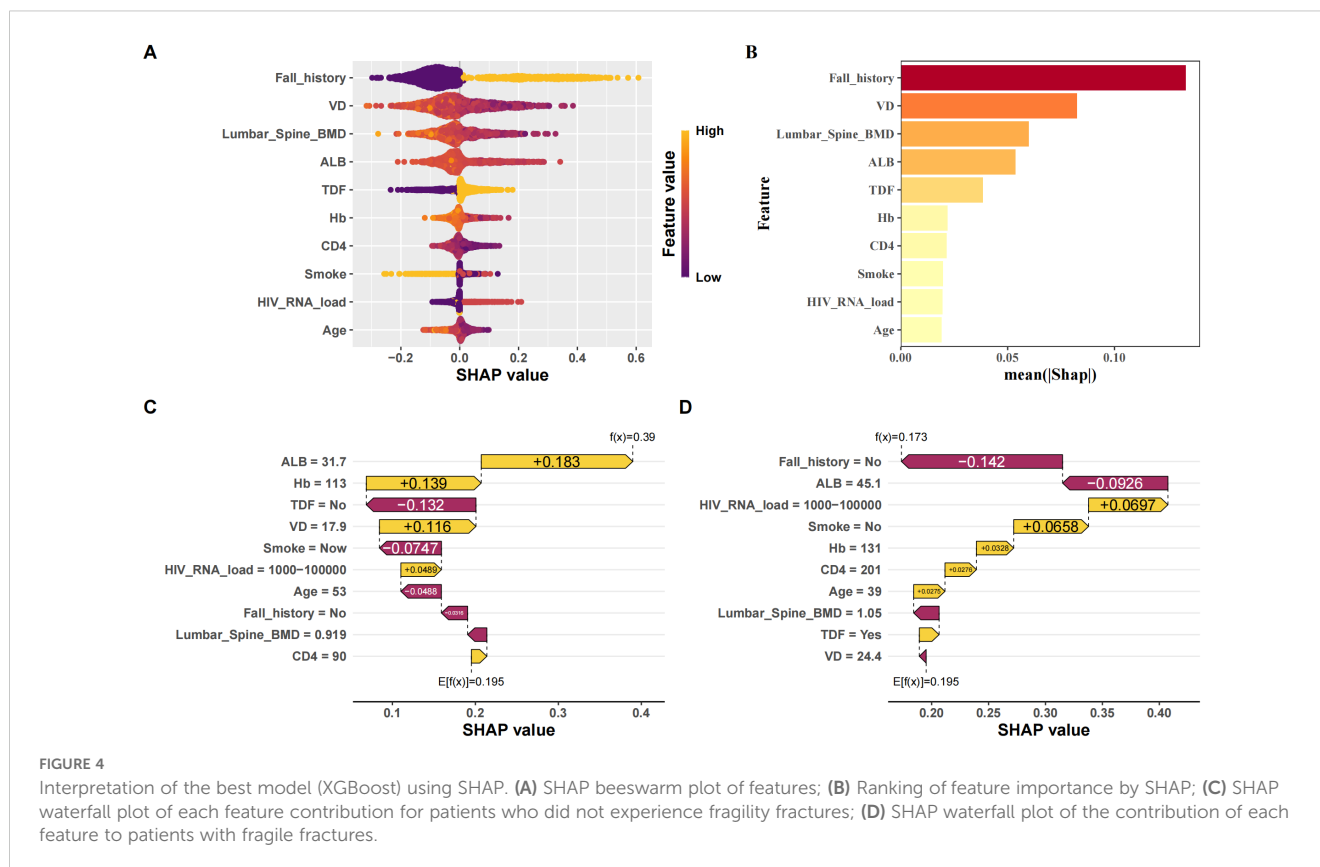 A
Fall_history
VD
Lumbar_Spine_BMD
ALB
TDF
Hb
CD4
Smoke
HIV_RNA_load
Age
−0.2
0.0
0.2
0.4
0.6
SHAP value
High
Feature value
Low
B
Feature
Fall_history
VD
Lumbar_Spine_BMD
ALB
TDF
Hb
CD4
Smoke
HIV_RNA_load
Age
0.00
0.05
0.10
mean(|Shap|)
C
f(x)=0.39
ALB = 31.7
+0.183
Hb = 113
+0.139
TDF = No
−0.132
VD = 17.9
+0.116
Smoke = Now
−0.0747
HIV_RNA_load = 1000−100000
+0.0489
Age = 53
−0.0488
Fall_history = No
−0.0316
Lumbar_Spine_BMD = 0.919
CD4 = 90
E[f(x)]=0.195
0.1
0.2
0.3
0.4
SHAP value
D
f(x)=0.173
Fall_history = No
−0.142
ALB = 45.1
−0.0926
HIV_RNA_load = 1000−100000
+0.0697
Smoke = No
+0.0658
Hb = 131
+0.0328
CD4 = 201
+0.0276
Age = 39
+0.0275
Lumbar_Spine_BMD = 1.05
TDF = Yes
VD = 24.4
E[f(x)]=0.195
0.20
0.25
0.30
0.35
0.40
SHAP value
FIGURE 4
Interpretation of the best model (XGBoost) using SHAP. (A) SHAP beeswarm plot of features; (B) Ranking of feature importance by SHAP; (C) SHAP
waterfall plot of each feature contribution for patients who did not experience fragility fractures; (D) SHAP waterfall plot of the contribution of each
feature to patients with fragile fractures.